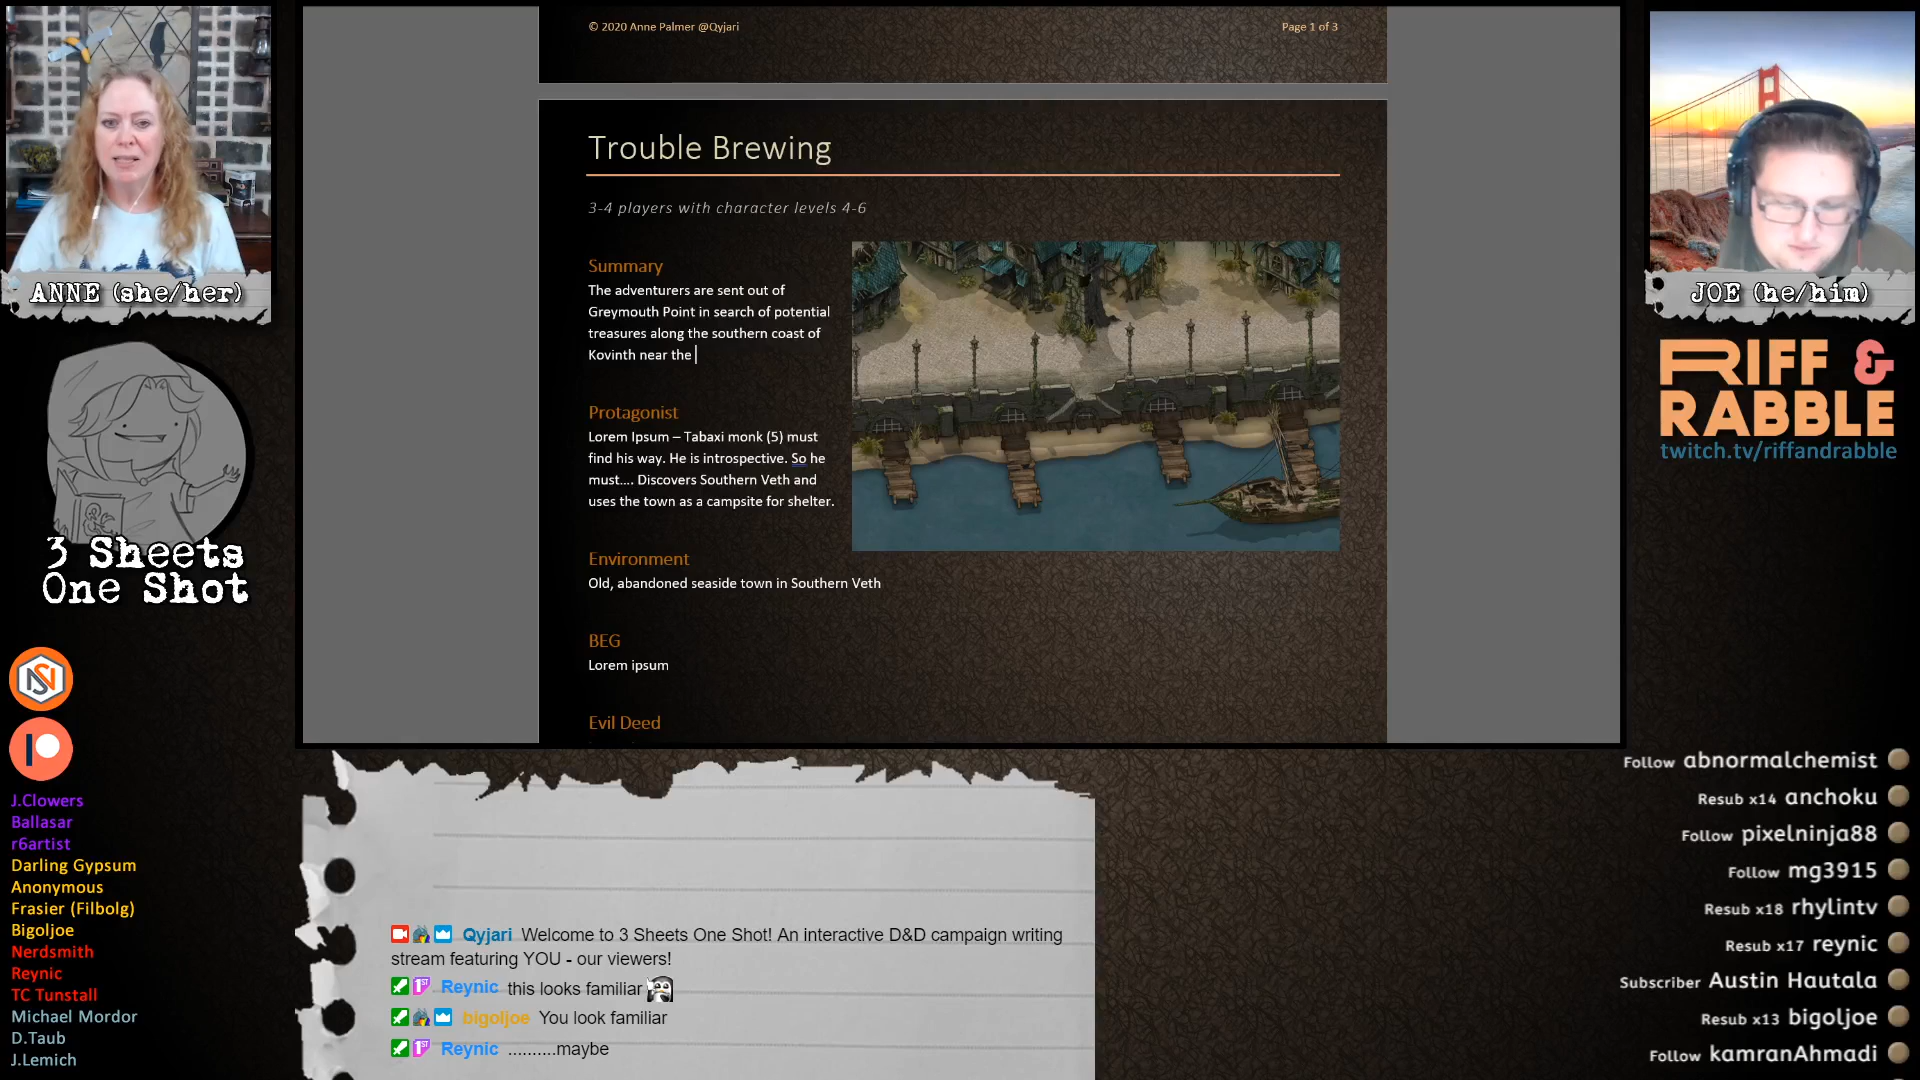 © 2020 Anne Palmer @Qyjari
Page 1 of 3
Trouble Brewing
3-4 players with character levels 4-6
Summary
The adventurers are sent out of
Greymouth Point in search of potential
treasures along the southern coast of
Kovinth near the
Protagonist
Lorem Ipsum – Tabaxi monk (5) must
find his way. He is introspective. So he
must…. Discovers Southern Veth and
uses the town as a campsite for shelter.
Environment
Old, abandoned seaside town in Southern Veth
BEG
Lorem ipsum
Evil Deed
ANNE (she/her)
3 Sheets
One Shot
J.Clowers
Ballasar
r6artist
Darling Gypsum
Anonymous
Frasier (Filbolg)
Bigoljoe
Nerdsmith
Reynic
TC Tunstall
Michael Mordor
D.Taub
J.Lemich
JOE (he/him)
RIFF &
RABBLE
twitch.tv/riffandrabble
Qyjari Welcome to 3 Sheets One Shot! An interactive D&D campaign writing
stream featuring YOU - our viewers!
1ST Reynic this looks familiar
bigoljoe You look familiar
1ST Reynic ..........maybe
Follow abnormalchemist
Resub x14 anchoku
Follow pixelninja88
Follow mg3915
Resub x18 rhylintv
Resub x17 reynic
Subscriber Austin Hautala
Resub x13 bigoljoe
Follow kamranAhmadi